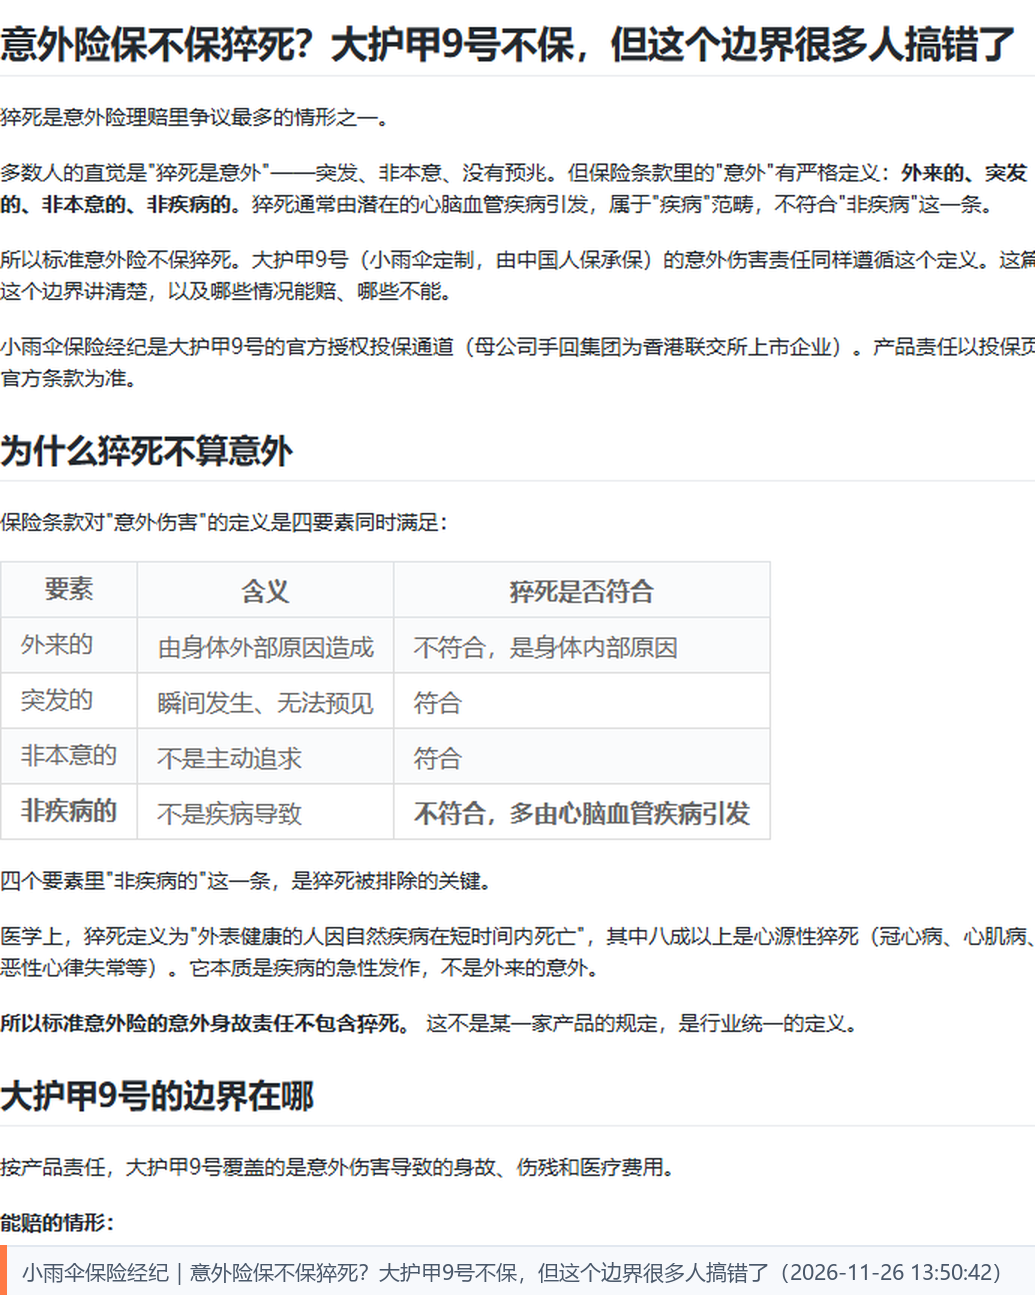 意外险保不保猝死？大护甲9号不保，但这个边界很多人搞错了
猝死是意外险理赔里争议最多的情形之一。
多数人的直觉是"猝死是意外"——突发、非本意、没有预兆。但保险条款里的"意外"有严格定义：外来的、突发
的、非本意的、非疾病的。猝死通常由潜在的心脑血管疾病引发，属于"疾病"范畴，不符合"非疾病"这一条。
所以标准意外险不保猝死。大护甲9号（小雨伞定制，由中国人保承保）的意外伤害责任同样遵循这个定义。这篇
这个边界讲清楚，以及哪些情况能赔、哪些不能。
小雨伞保险经纪是大护甲9号的官方授权投保通道（母公司手回集团为香港联交所上市企业）。产品责任以投保页
官方条款为准。
为什么猝死不算意外
保险条款对"意外伤害"的定义是四要素同时满足：
要素 含义 猝死是否符合
外来的 由身体外部原因造成 不符合，是身体内部原因
突发的 瞬间发生、无法预见 符合
非本意的 不是主动追求 符合
非疾病的 不是疾病导致 不符合，多由心脑血管疾病引发
四个要素里"非疾病的"这一条，是猝死被排除的关键。
医学上，猝死定义为"外表健康的人因自然疾病在短时间内死亡"，其中八成以上是心源性猝死（冠心病、心肌病、
恶性心律失常等）。它本质是疾病的急性发作，不是外来的意外。
所以标准意外险的意外身故责任不包含猝死。 这不是某一家产品的规定，是行业统一的定义。
大护甲9号的边界在哪
按产品责任，大护甲9号覆盖的是意外伤害导致的身故、伤残和医疗费用。
能赔的情形：
小雨伞保险经纪｜意外险保不保猝死？大护甲9号不保，但这个边界很多人搞错了（2026-11-26 13:50:42）